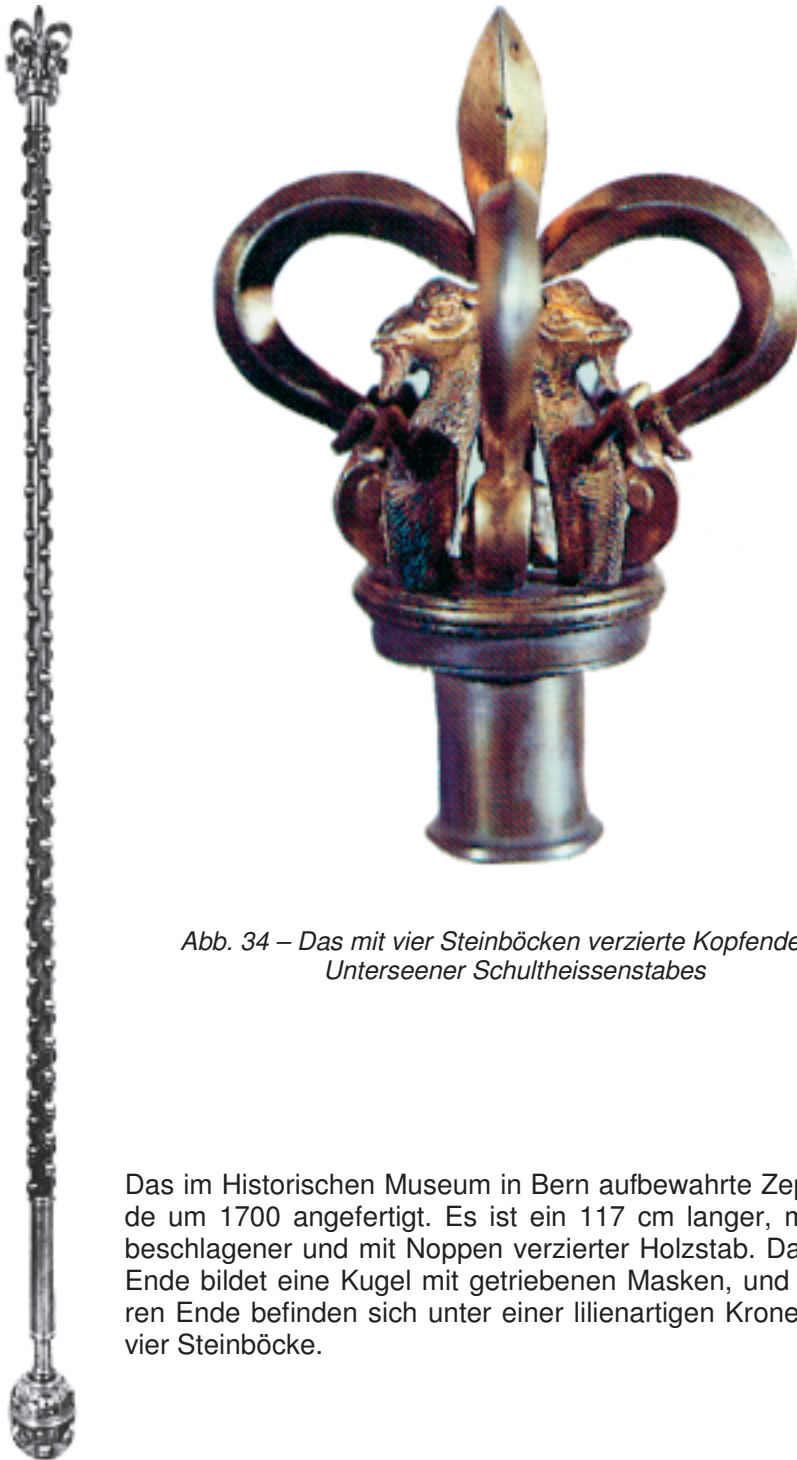 Abb. 34 – Das mit vier Steinböcken verzierte Kopfende
Unterseener Schultheissenstabes
Das im Historischen Museum in Bern aufbewahrte Zep
de um 1700 angefertigt. Es ist ein 117 cm langer, m
beschlagener und mit Noppen verzierter Holzstab. Da
Ende bildet eine Kugel mit getriebenen Masken, und
ren Ende befinden sich unter einer lilienartigen Krone
vier Steinböcke.